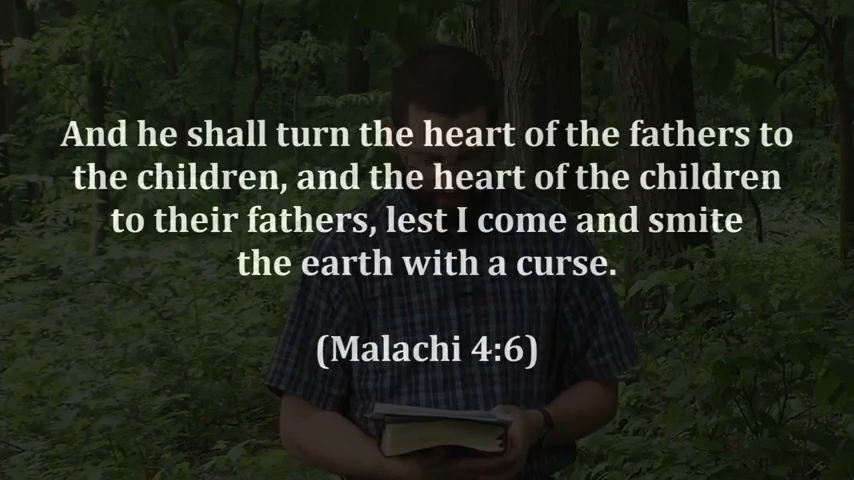 And he shall turn the heart of the fathers to
the children, and the heart of the children
to their fathers, lest I come and smite
the earth with a curse.
(Malachi 4:6)